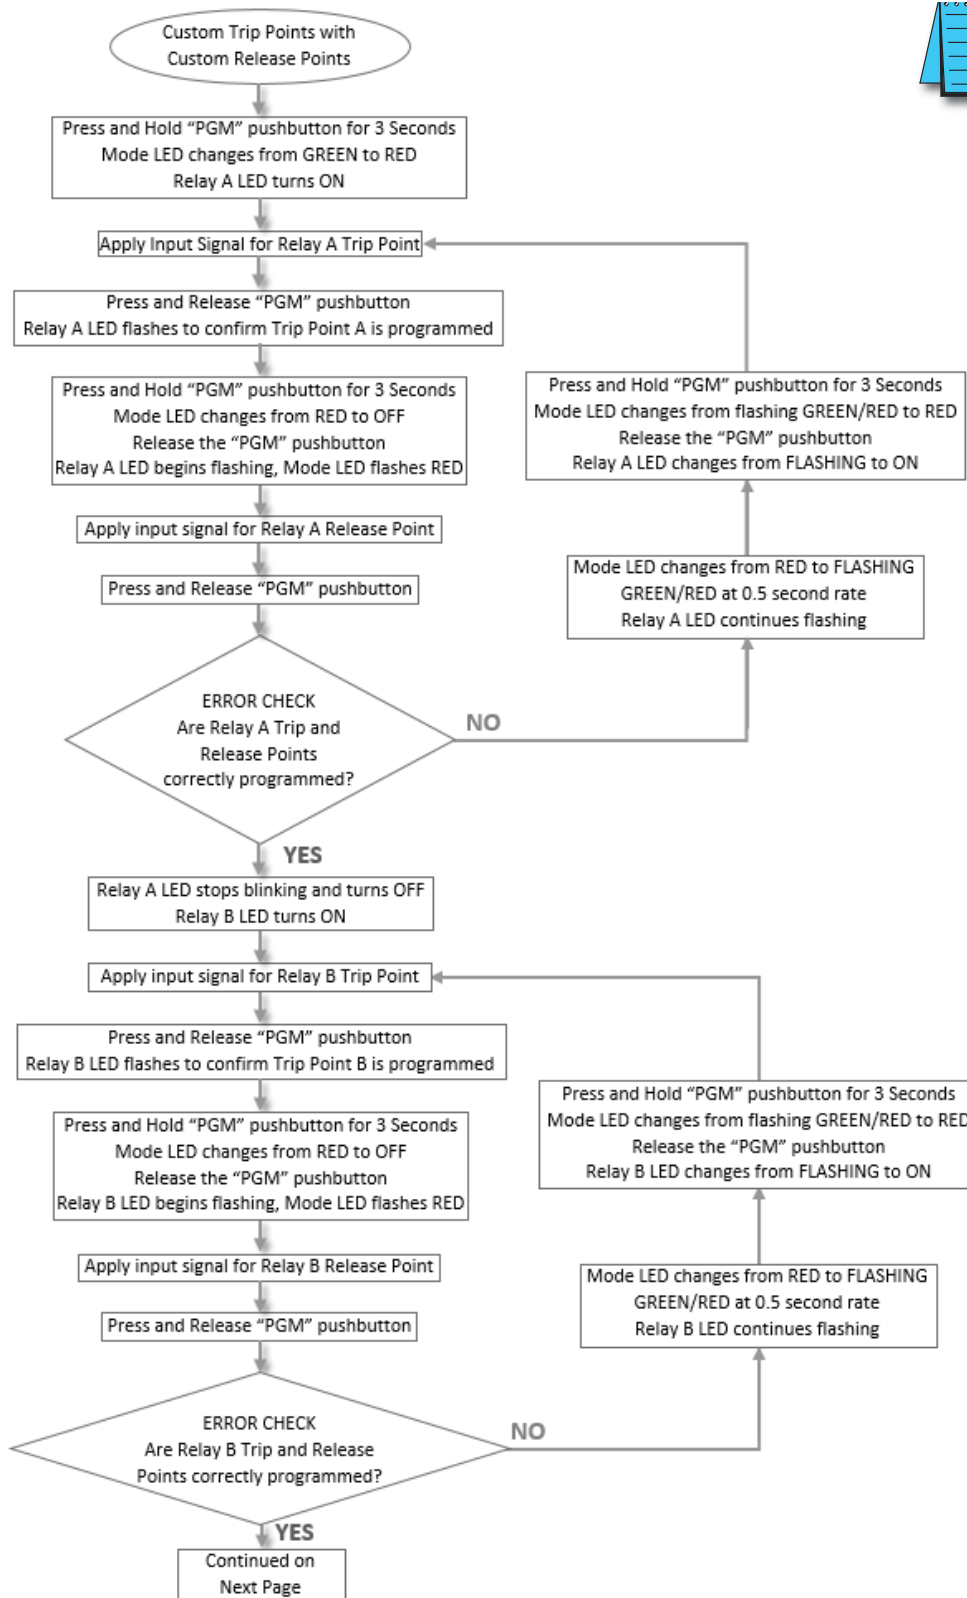 Custom Trip Points with
Custom Release Points
Press and Hold “PGM” pushbutton for 3 Seconds
Mode LED changes from GREEN to RED
Relay A LED turns ON
Apply Input Signal for Relay A Trip Point
Press and Release “PGM” pushbutton
Relay A LED flashes to confirm Trip Point A is programmed
Press and Hold “PGM” pushbutton for 3 Seconds
Mode LED changes from RED to OFF
Release the “PGM” pushbutton
Relay A LED begins flashing, Mode LED flashes RED
Apply input signal for Relay A Release Point
Press and Release “PGM” pushbutton
ERROR CHECK
Are Relay A Trip and
Release Points
correctly programmed?
NO
Mode LED changes from RED to FLASHING
GREEN/RED at 0.5 second rate
Relay A LED continues flashing
Press and Hold “PGM” pushbutton for 3 Seconds
Mode LED changes from flashing GREEN/RED to RED
Release the “PGM” pushbutton
Relay A LED changes from FLASHING to ON
YES
Relay A LED stops blinking and turns OFF
Relay B LED turns ON
Apply input signal for Relay B Trip Point
Press and Release “PGM” pushbutton
Relay B LED flashes to confirm Trip Point B is programmed
Press and Hold “PGM” pushbutton for 3 Seconds
Mode LED changes from RED to OFF
Release the “PGM” pushbutton
Relay B LED begins flashing, Mode LED flashes RED
Apply input signal for Relay B Release Point
Press and Release “PGM” pushbutton
ERROR CHECK
Are Relay B Trip and Release
Points correctly programmed?
NO
Mode LED changes from RED to FLASHING
GREEN/RED at 0.5 second rate
Relay B LED continues flashing
Press and Hold “PGM” pushbutton for 3 Seconds
Mode LED changes from flashing GREEN/RED to RED
Release the “PGM” pushbutton
Relay B LED changes from FLASHING to ON
YES
Continued on
Next Page